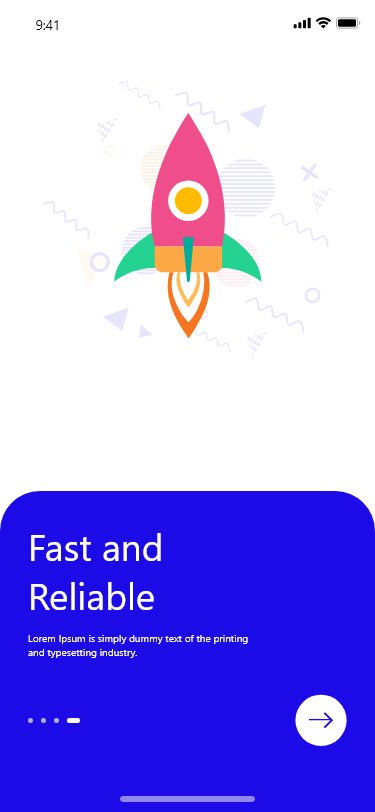 9:41
Fast and
Reliable
Lorem Ipsum is simply dummy text of the printing
and typesetting industry.